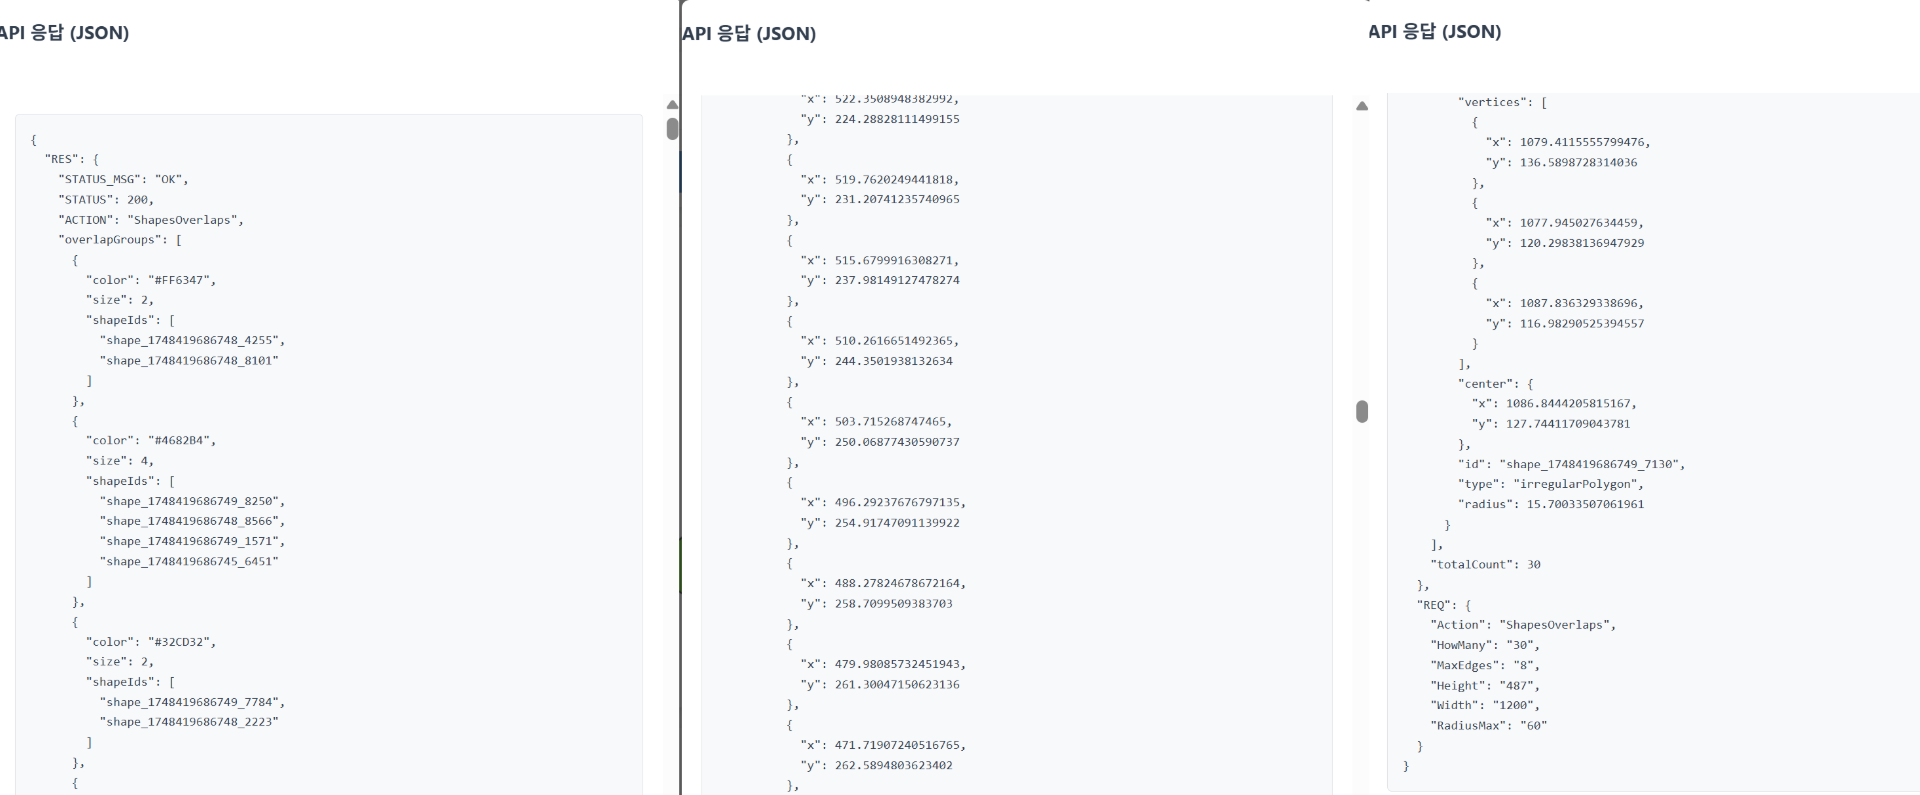 API 응답 (JSON)
{
"RES": {
"STATUS_MSG": "OK",
"STATUS": 200,
"ACTION": "ShapesOverlaps",
"overlapGroups": [
{
"color": "#FF6347",
"size": 2,
"shapeIds": [
"shape_1748419686748_4255",
"shape_1748419686748_8101"
]
},
{
"color": "#4682B4",
"size": 4,
"shapeIds": [
"shape_1748419686749_8250",
"shape_1748419686748_8566",
"shape_1748419686749_1571",
"shape_1748419686745_6451"
]
},
{
"color": "#32CD32",
"size": 2,
"shapeIds": [
"shape_1748419686749_7784",
"shape_1748419686748_2223"
]
},
{
API 응답 (JSON)
"x": 522.3508948382992,
"y": 224.28828111499155
},
{
"x": 519.7620249441818,
"y": 231.20741235740965
},
{
"x": 515.6799916308271,
"y": 237.98149127478274
},
{
"x": 510.2616651492365,
"y": 244.3501938132634
},
{
"x": 503.715268747465,
"y": 250.06877430590737
},
{
"x": 496.29237676797135,
"y": 254.91747091139922
},
{
"x": 488.27824678672164,
"y": 258.7099509383703
},
{
"x": 479.98085732451943,
"y": 261.30047150623136
},
{
"x": 471.71907240516765,
"y": 262.5894803623402
},
API 응답 (JSON)
"vertices": [
{
"x": 1079.4115555799476,
"y": 136.5898728314036
},
{
"x": 1077.945027634459,
"y": 120.29838136947929
},
{
"x": 1087.836329338696,
"y": 116.98290525394557
}
],
"center": {
"x": 1086.8444205815167,
"y": 127.74411709043781
},
"id": "shape_1748419686749_7130",
"type": "irregularPolygon",
"radius": 15.70033507061961
}
],
"totalCount": 30
},
"REQ": {
"Action": "ShapesOverlaps",
"HowMany": "30",
"MaxEdges": "8",
"Height": "487",
"Width": "1200",
"RadiusMax": "60"
}
}